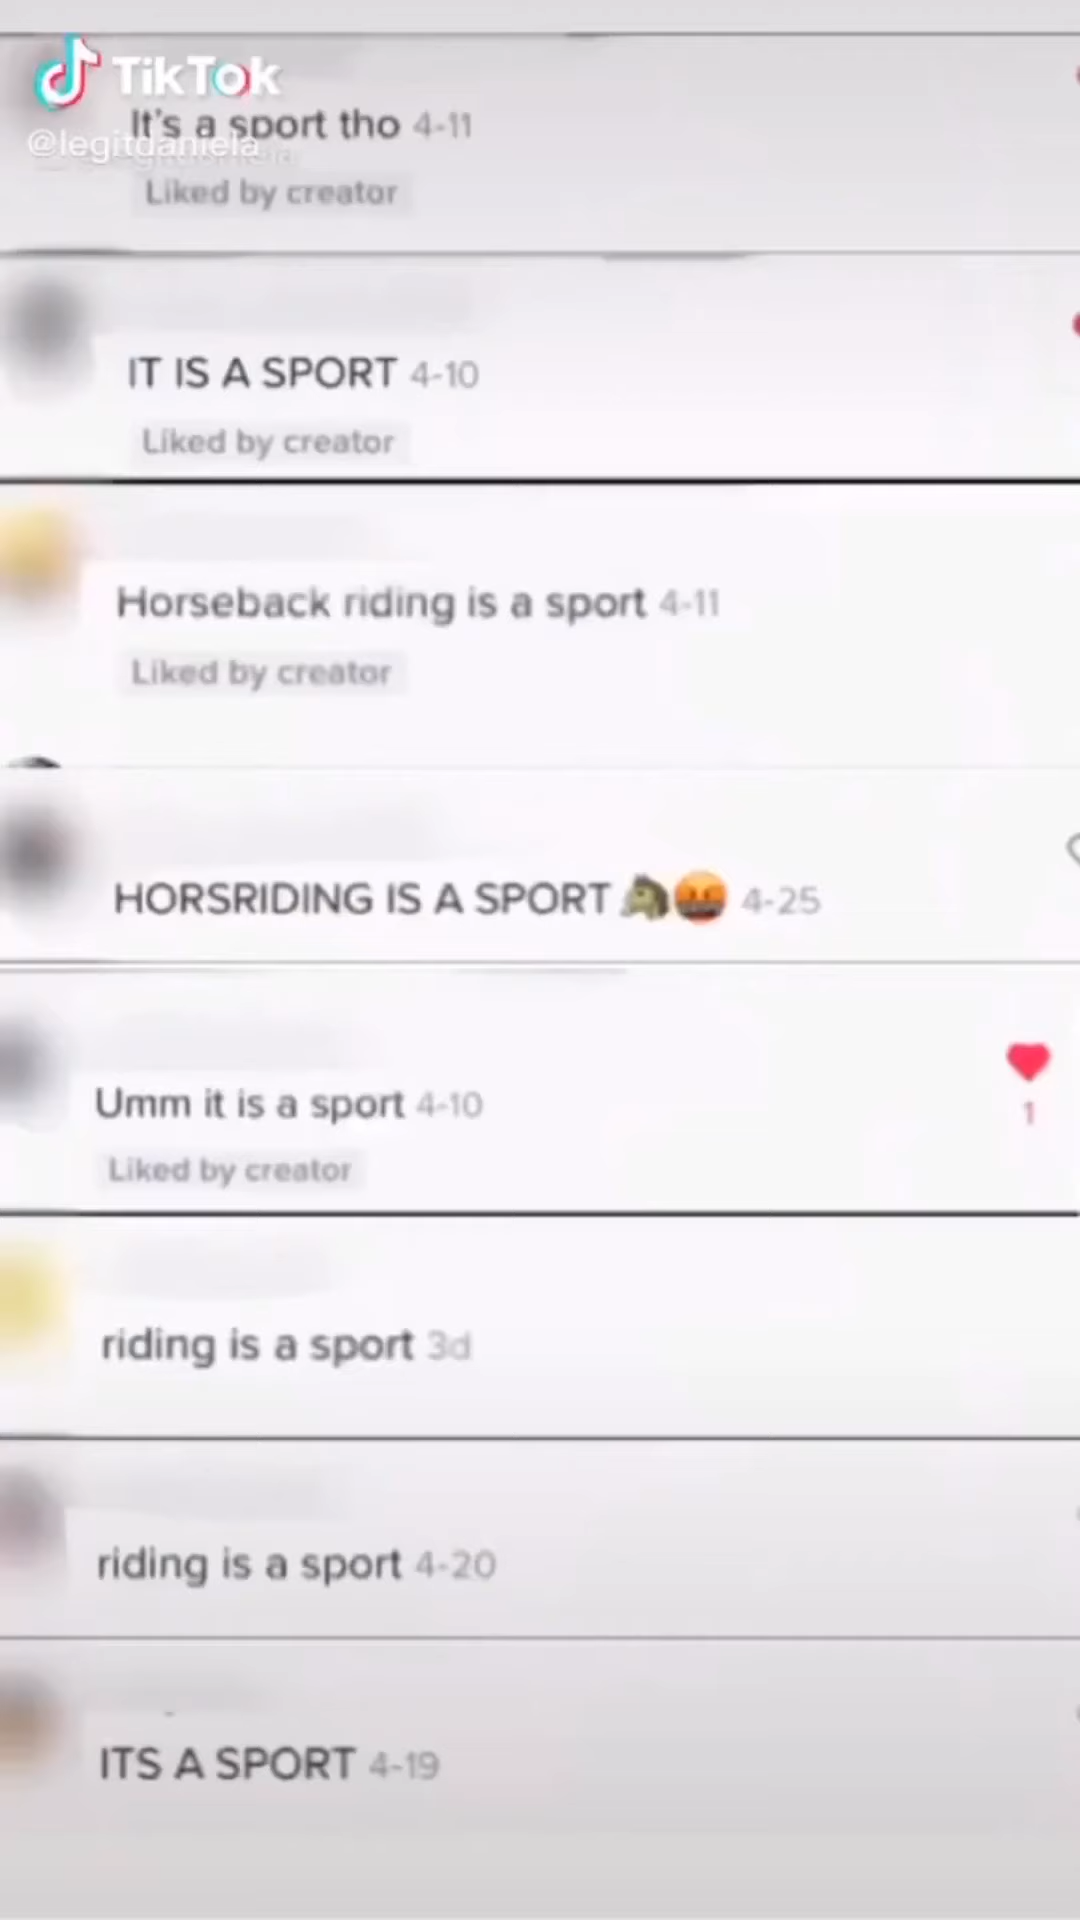 TikTok
@legitdaniela
It's a sport tho 4-11
Liked by creator
IT IS A SPORT 4-10
Liked by creator
Horseback riding is a sport 4-11
Liked by creator
HORSRIDING IS A SPORT 🐴🤬 4-25
Umm it is a sport 4-10
1
Liked by creator
riding is a sport 3d
riding is a sport 4-20
ITS A SPORT 4-19